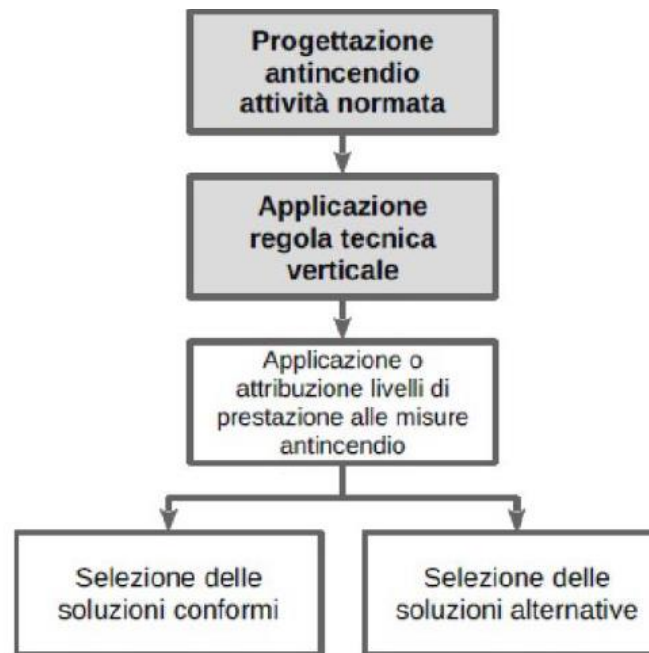 Progettazione
antincendio
attività normata
Applicazione
regola tecnica
verticale
Applicazione o
attribuzione livelli di
prestazione alle misure
antincendio
Selezione delle
soluzioni conformi
Selezione delle
soluzioni alternative